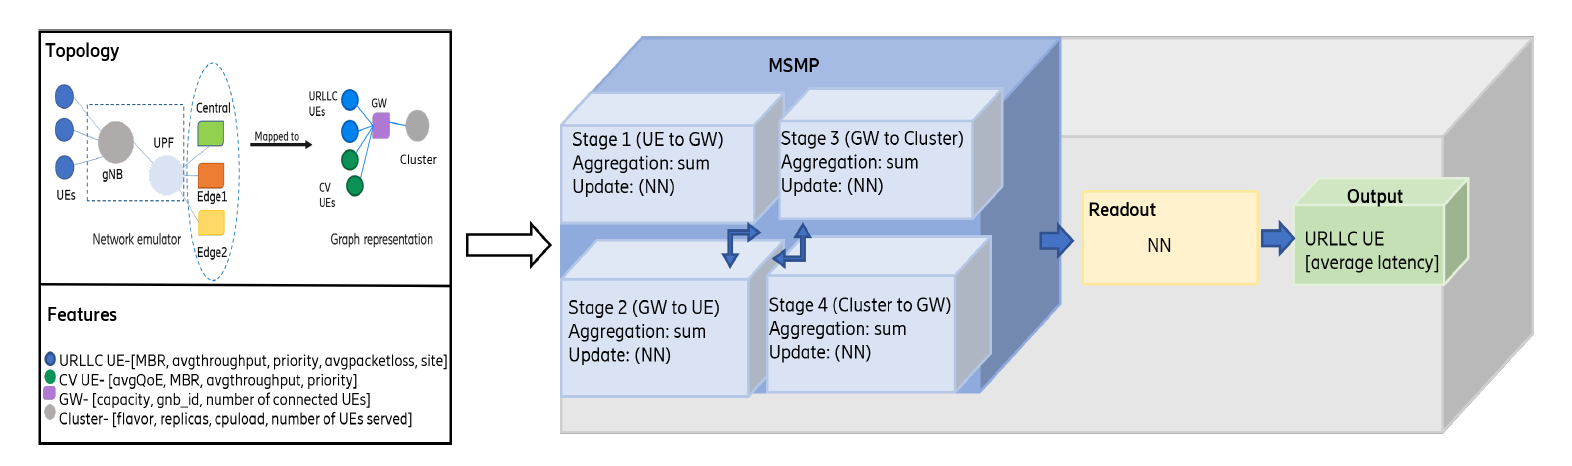 Topology
UEs
gNB
UPF
Central
Edge1
Edge2
Network emulator
Mapped to
URLLC
UEs
GW
Cluster
CV
UEs
Graph representation
Features
URLLC UE-[MBR, avgthroughput, priority, avgpacketloss, site]
CV UE- [avgQoE, MBR, avgthroughput, priority]
GW- [capacity, gnb_id, number of connected UEs]
Cluster- [flavor, replicas, cpuload, number of UEs served]
MSMP
Stage 1 (UE to GW)
Aggregation: sum
Update: (NN)
Stage 3 (GW to Cluster)
Aggregation: sum
Update: (NN)
Stage 2 (GW to UE)
Aggregation: sum
Update: (NN)
Stage 4 (Cluster to GW)
Aggregation: sum
Update: (NN)
Readout
NN
Output
URLLC UE
[average latency]